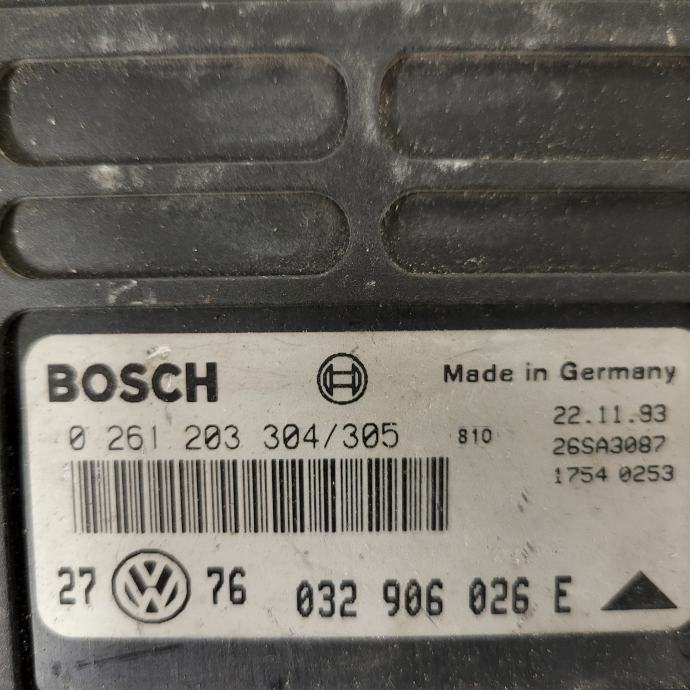 BOSCH
Made in Germany
0 261 203 304/305 810
22.11.93
26SA3087
1754 0253
27 VW 76 032 906 026 E